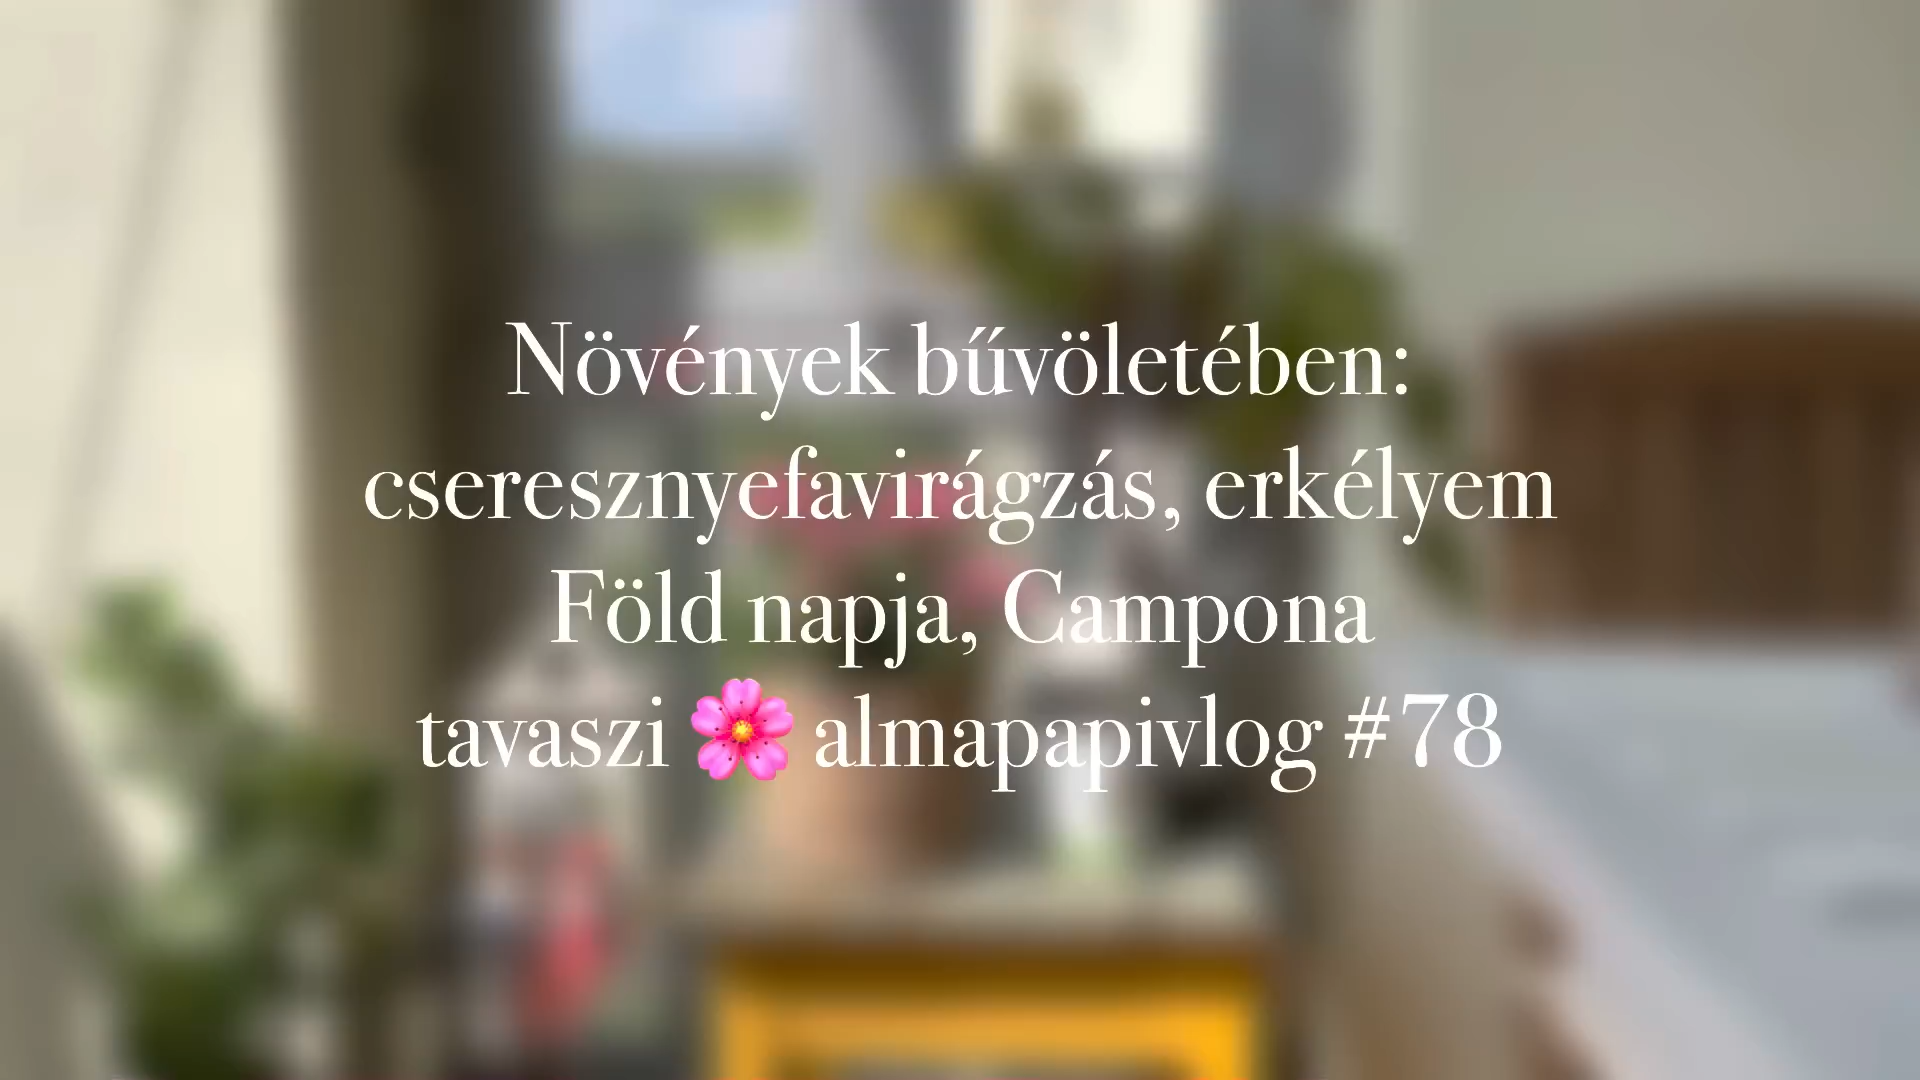 Növények bűvöletében:
cseresznyefavirágzás, erkélyem
Föld napja, Campona
tavaszi 🌸 almapapivlog #78